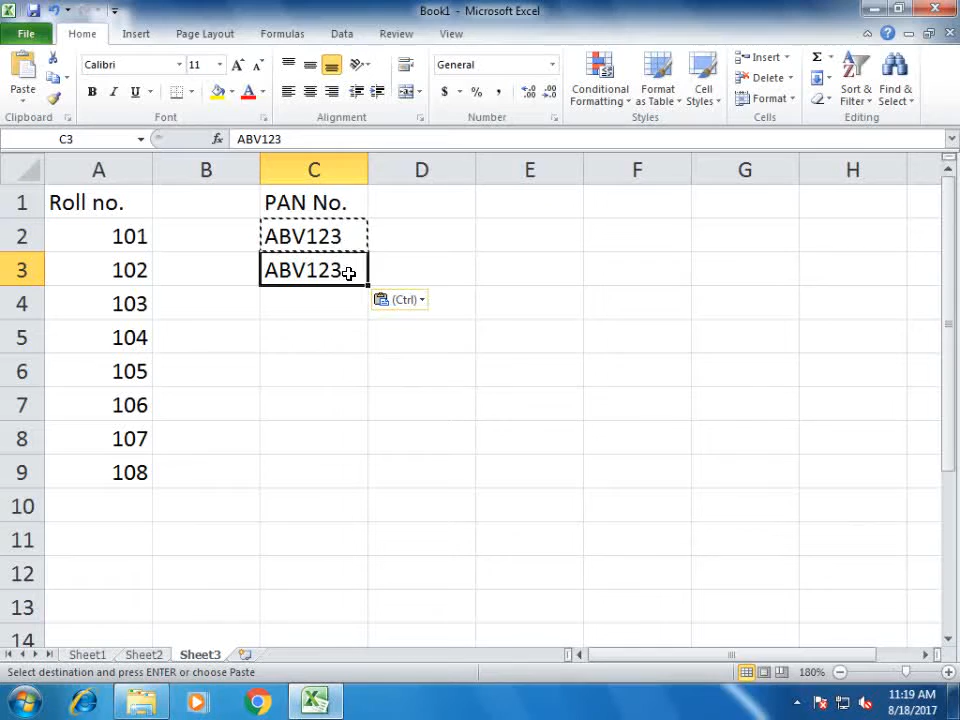 Book1 - Microsoft Excel
File Home Insert Page Layout Formulas Data Review View
Paste
Clipboard
Calibri 11 A A
B I U A
Font
Alignment
General
$ % , .0 .00 .00 .0
Number
Conditional Formatting
Format as Table
Cell Styles
Styles
Insert
Delete
Format
Cells
Σ
Sort & Filter
Find & Select
Editing
C3 fx ABV123
A B C D E F G H
1 Roll no. PAN No.
2 101 ABV123
3 102 ABV123
4 103 (Ctrl)
5 104
6 105
7 106
8 107
9 108
10
11
12
13
14
Sheet1 Sheet2 Sheet3
Select destination and press ENTER or choose Paste 180%
11:19 AM
8/18/2017